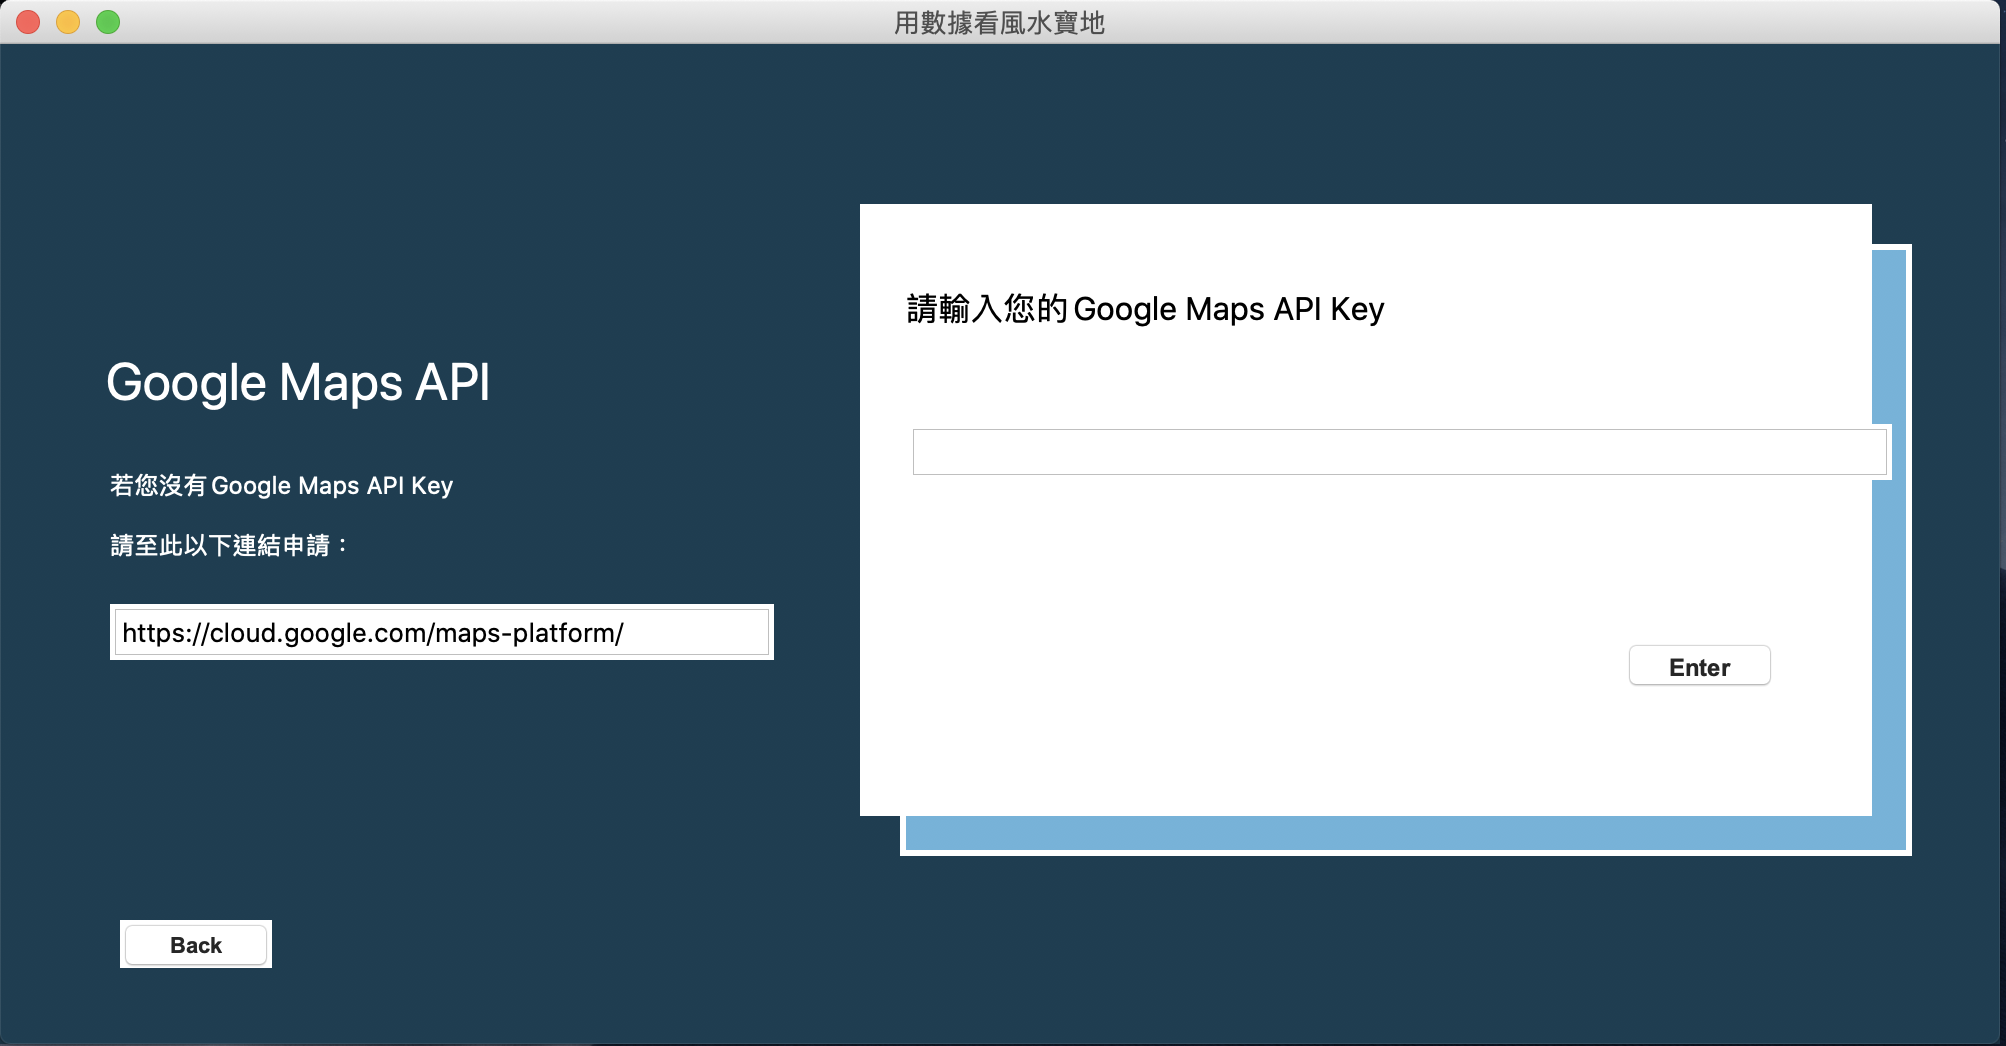 用數據看風水寶地
Google Maps API
若您沒有Google Maps API Key
請至此以下連結申請：
https://cloud.google.com/maps-platform/
請輸入您的Google Maps API Key
Enter
Back